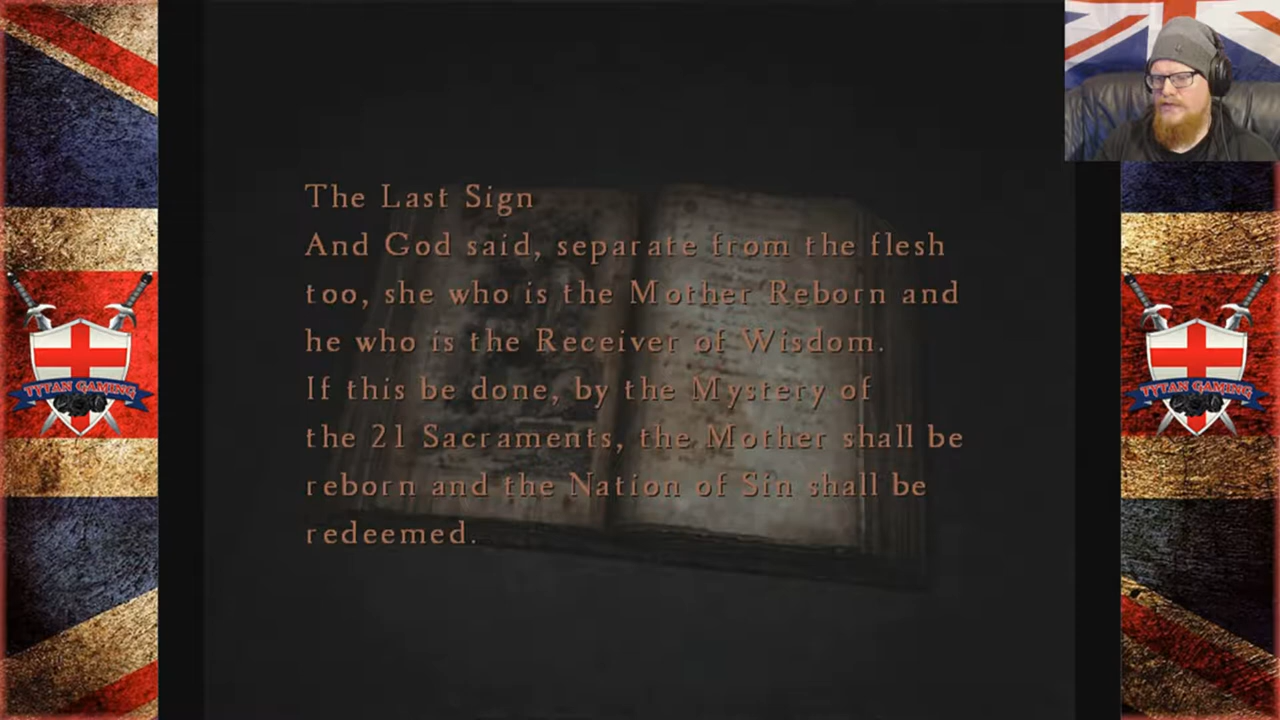 The Last Sign
And God said, separate from the flesh
too, she who is the Mother Reborn and
he who is the Receiver of Wisdom.
If this be done, by the Mystery of
the 21 Sacraments, the Mother shall be
reborn and the Nation of Sin shall be
redeemed.
TYTAN GAMING
TYTAN GAMING